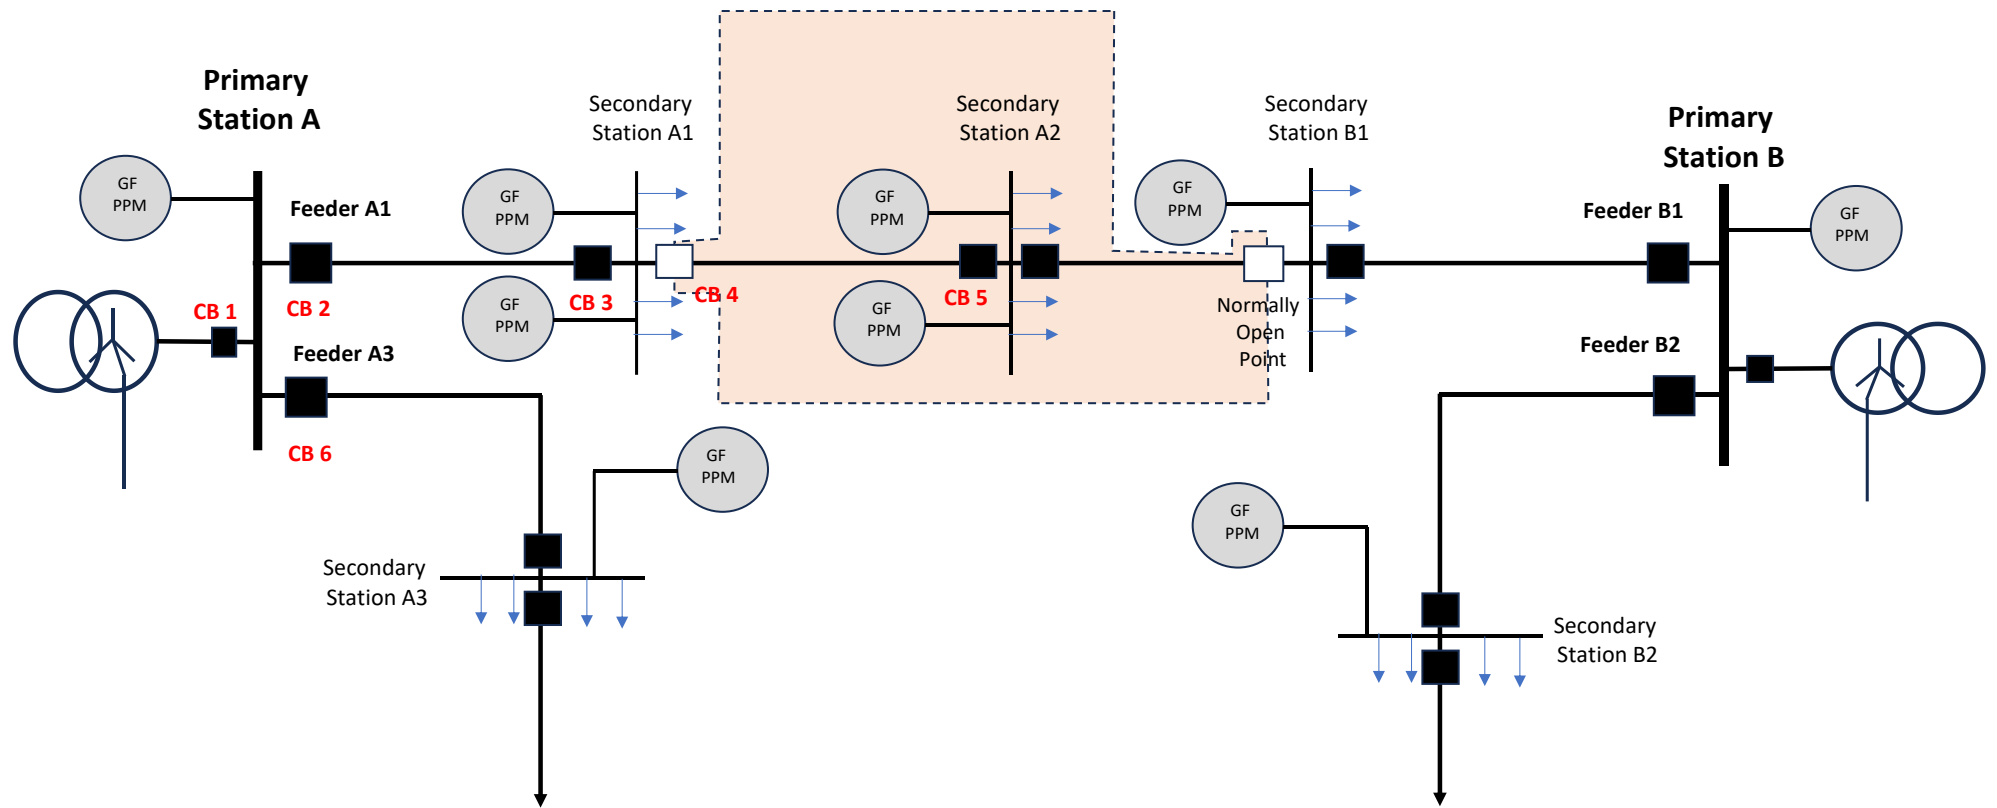 Primary
Station A
Secondary
Station A1
Secondary
Station A2
Secondary
Station B1
Primary
Station B
GF
PPM
Feeder A1
GF
PPM
GF
PPM
GF
PPM
Feeder B1
GF
PPM
CB 1
CB 2
CB 3
CB 4
CB 5
GF
PPM
GF
PPM
Normally
Open
Point
Feeder A3
Feeder B2
CB 6
GF
PPM
GF
PPM
Secondary
Station A3
Secondary
Station B2